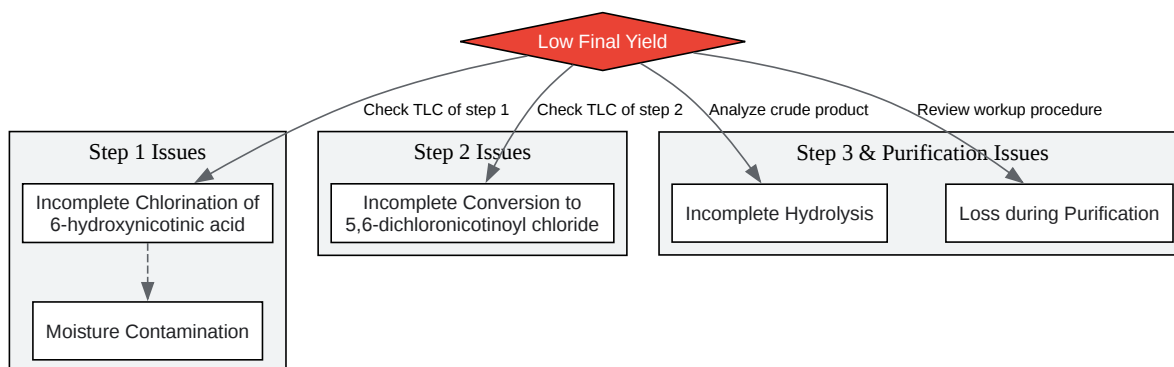 Low Final Yield
Check TLC of step 1
Check TLC of step 2
Analyze crude product
Review workup procedure
Step 1 Issues
Step 2 Issues
Step 3 & Purification Issues
Incomplete Chlorination of
6-hydroxynicotinic acid
Incomplete Conversion to
5,6-dichloronicotinoyl chloride
Incomplete Hydrolysis
Loss during Purification
Moisture Contamination